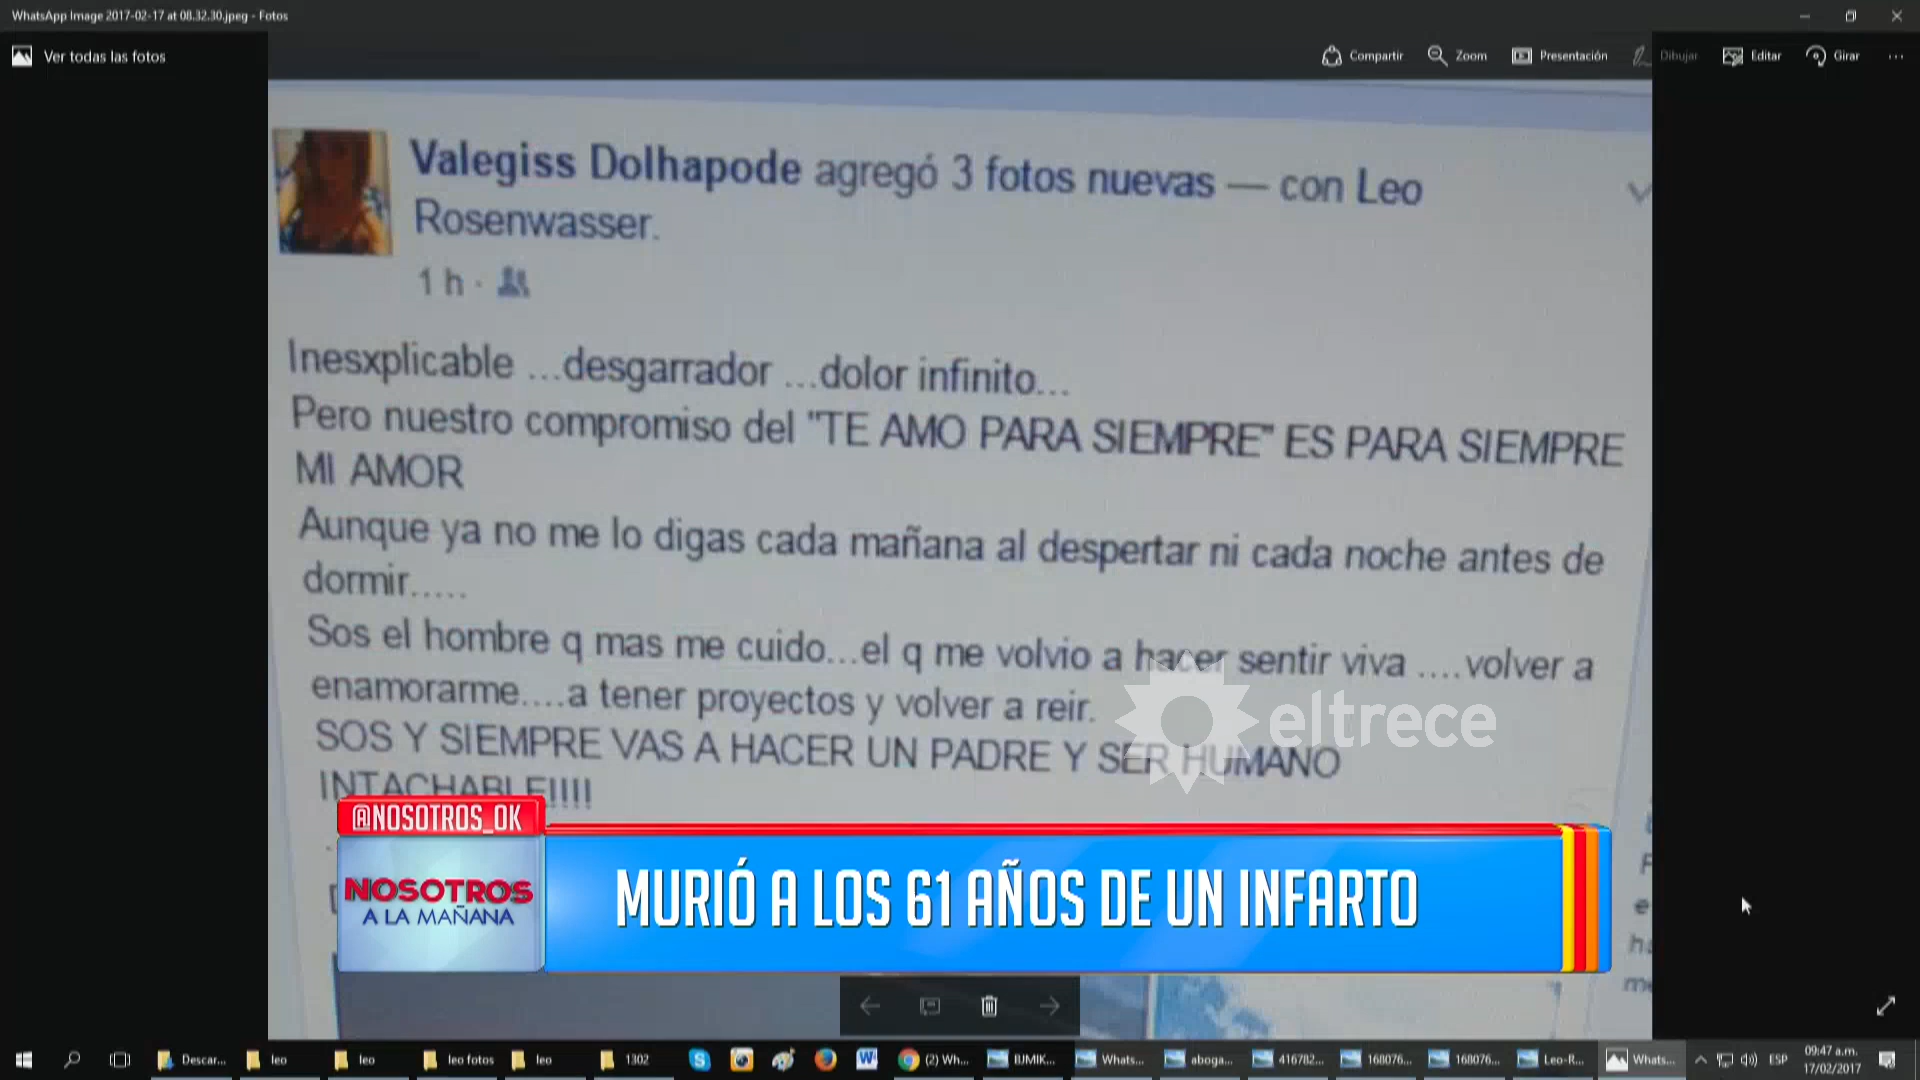 WhatsApp Image 2017-02-17 at 08.32.30.jpeg - Fotos
Ver todas las fotos
Compartir
Zoom
Presentación
Dibujar
Editar
Girar
Valegiss Dolhapode agregó 3 fotos nuevas — con Leo
Rosenwasser.
1 h ·
Inesxplicable ...desgarrador ...dolor infinito...
Pero nuestro compromiso del "TE AMO PARA SIEMPRE" ES PARA SIEMPRE
MI AMOR
Aunque ya no me lo digas cada mañana al despertar ni cada noche antes de
dormir.....
Sos el hombre q mas me cuido...el q me volvio a hacer sentir viva ....volver a
enamorarme....a tener proyectos y volver a reir.
SOS Y SIEMPRE VAS A HACER UN PADRE Y SER HUMANO
INTACHABLE!!!!
eltrece
@NOSOTROS_OK
NOSOTROS
A LA MAÑANA
MURIÓ A LOS 61 AÑOS DE UN INFARTO
Descar...
leo
leo
leo fotos
leo
1302
(2) Wh...
BJMIK...
Whats...
aboga...
416782...
168076...
168076...
Leo-R...
Whats...
ESP
09:47 a.m.
17/02/2017